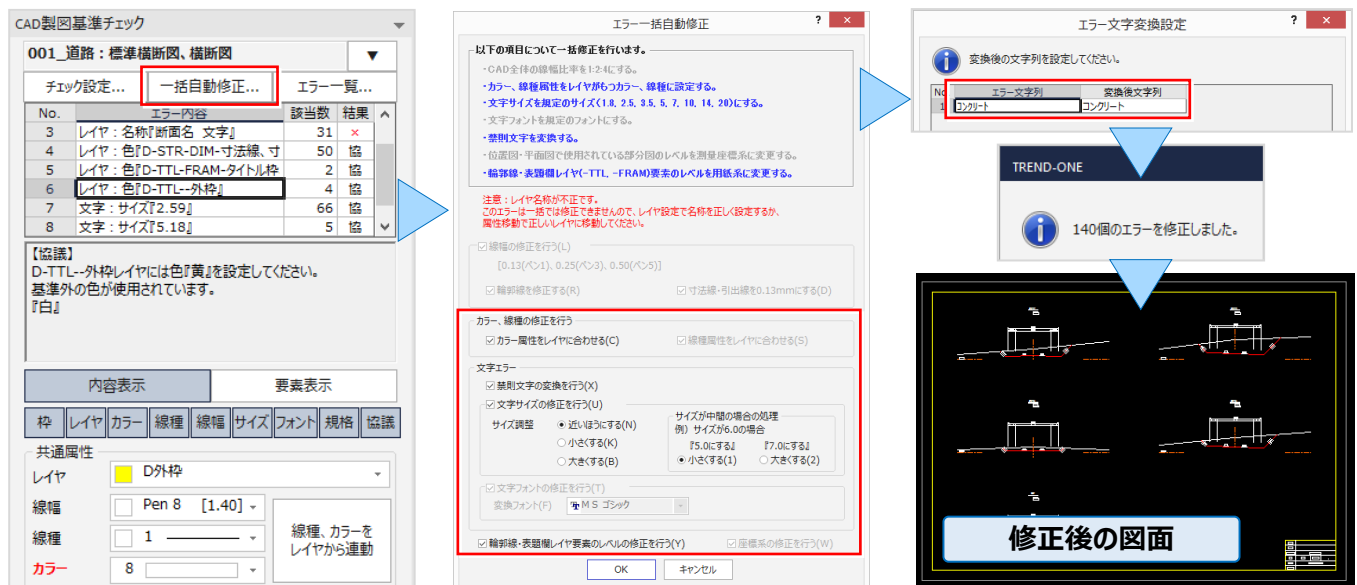 CAD製図基準チェック
001_道路：標準横断図、横断図
▼
チェック設定... 一括自動修正... エラー一覧...
No. エラー内容 該当数 結果
3 レイヤ：名称『断面名 文字』 31 ×
4 レイヤ：色『D-STR-DIM-寸法線、寸 50 協
5 レイヤ：色『D-TTL-FRAM-タイトル枠 2 協
6 レイヤ：色『D-TTL--外枠』 4 協
7 文字：サイズ『2.59』 66 協
8 文字：サイズ『5.18』 5 協
【協議】
D-TTL--外枠レイヤには色『黄』を設定してください。
基準外の色が使用されています。
『白』
内容表示 要素表示
枠 レイヤ カラー 線種 線幅 サイズ フォント 規格 協議
共通属性
レイヤ D外枠
線幅 Pen 8 [1.40]
線種 1
カラー 8
線種、カラーを
レイヤから連動
エラー一括自動修正 ? ×
以下の項目について一括修正を行います。
・CAD全体の線幅比率を1:2:4にする。
・カラー、線種属性をレイヤがもつカラー、線種に設定する。
・文字サイズを規定のサイズ(1.8, 2.5, 3.5, 5, 7, 10, 14, 20)にする。
・文字フォントを規定のフォントにする。
・禁則文字を変換する。
・位置図・平面図で使用されている部分図のレベルを測量座標系に変更する。
・輪郭線・表題欄レイヤ(-TTL, -FRAM)要素のレベルを用紙系に変更する。
注意：レイヤ名称が不正です。
このエラーは一括では修正できませんので、レイヤ設定で名称を正しく設定するか、
属性移動で正しいレイヤに移動してください。
線幅の修正を行う(L)
[0.13(ペン1)、0.25(ペン3)、0.50(ペン5)]
輪郭線を修正する(R) 寸法線・引出線を0.13mmにする(D)
カラー、線種の修正を行う
カラー属性をレイヤに合わせる(C) 線種属性をレイヤに合わせる(S)
文字エラー
禁則文字の変換を行う(X)
文字サイズの修正を行う(U)
サイズ調整 近いほうにする(N)
小さくする(K)
大きくする(B)
サイズが中間の場合の処理
例）サイズが6.0の場合
『5.0にする』 『7.0にする』
小さくする(1) 大きくする(2)
文字フォントの修正を行う(T)
変換フォント(F) ＭＳ ゴシック
輪郭線・表題欄レイヤ要素のレベルの修正を行う(Y) 座標系の修正を行う(W)
OK キャンセル
エラー文字変換設定 ? ×
変換後の文字列を設定してください。
No エラー文字列 変換後文字列
1 ｺﾝｸﾘｰﾄ コンクリート
TREND-ONE
140個のエラーを修正しました。
修正後の図面